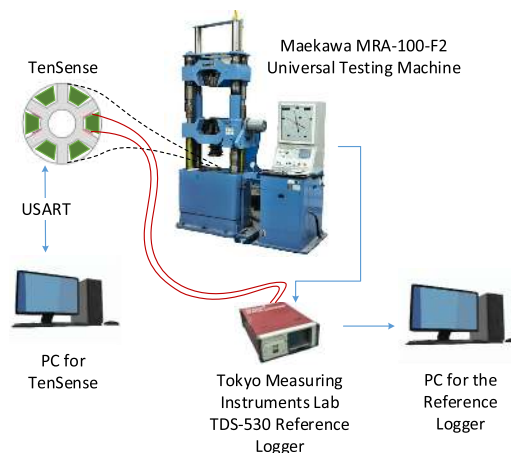 Maekawa MRA-100-F2
Universal Testing Machine
TenSense
USART
PC for
TenSense
Tokyo Measuring
Instruments Lab
TDS-530 Reference
Logger
PC for the
Reference
Logger